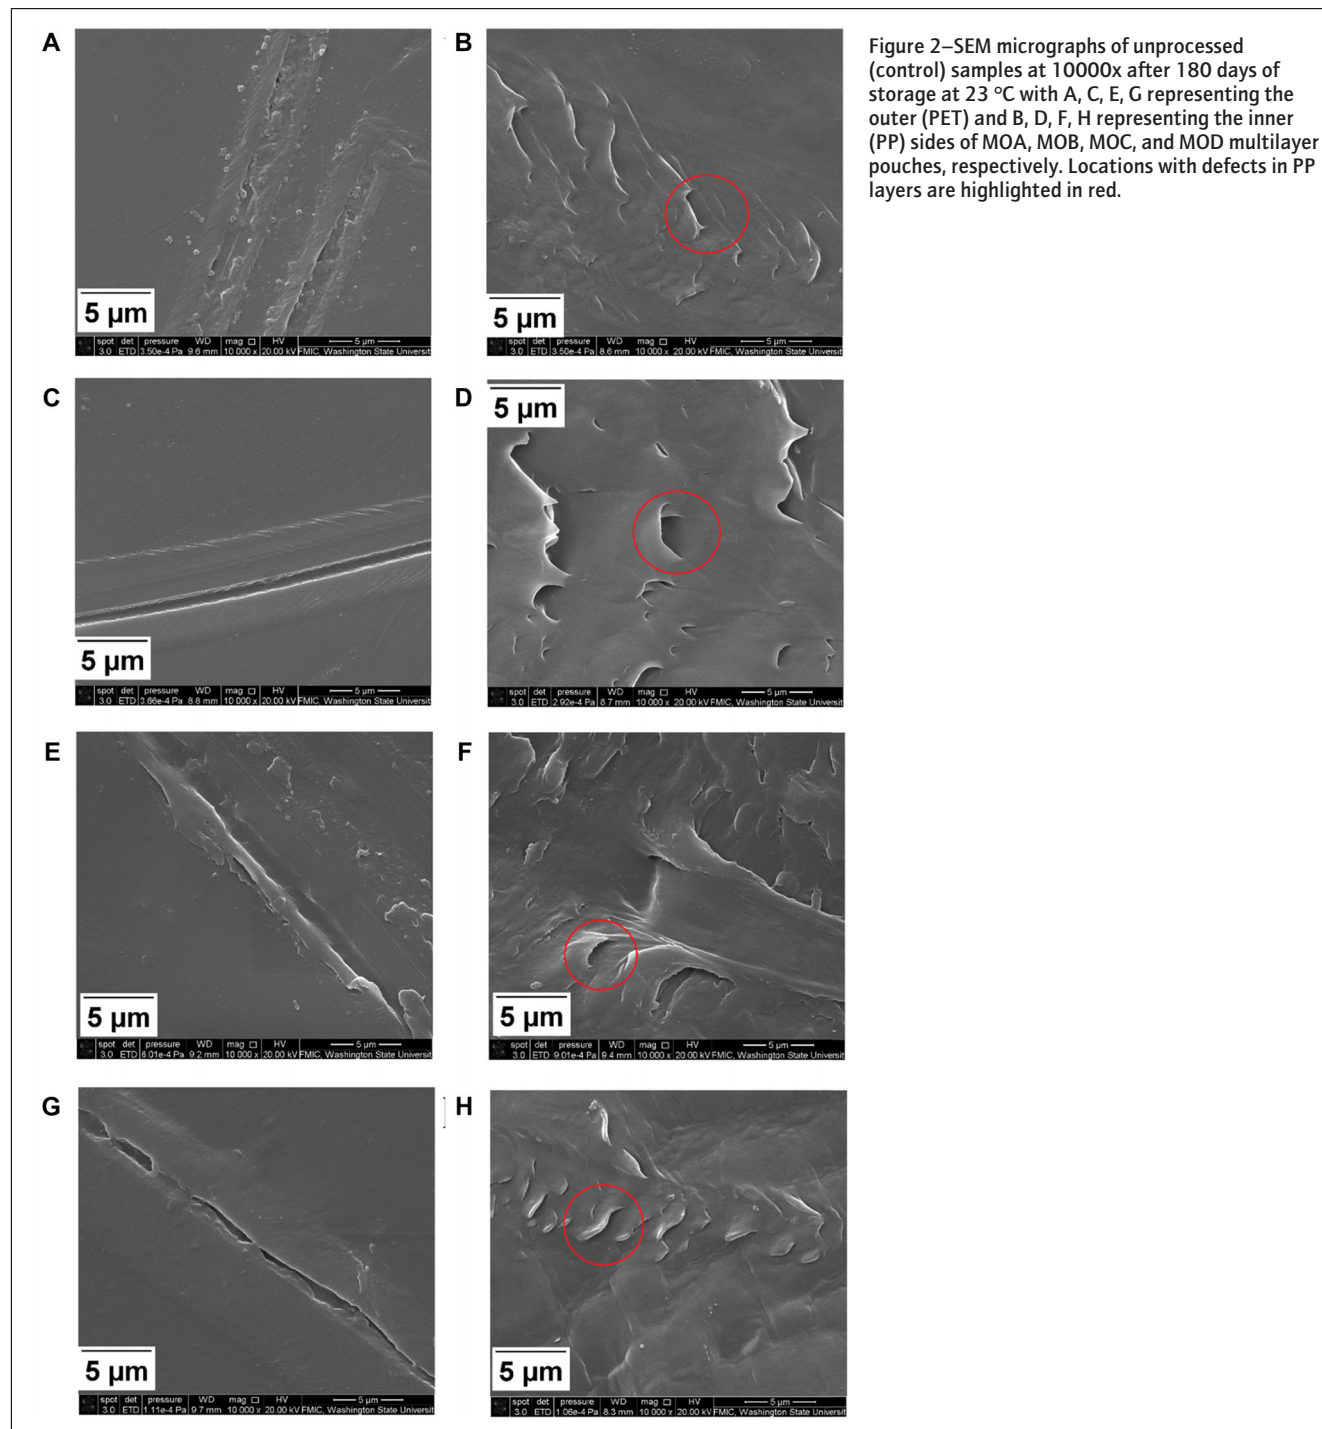 A
B
Figure 2–SEM micrographs of unprocessed
(control) samples at 10000x after 180 days of
storage at 23 °C with A, C, E, G representing the
outer (PET) and B, D, F, H representing the inner
(PP) sides of MOA, MOB, MOC, and MOD multilayer
pouches, respectively. Locations with defects in PP
layers are highlighted in red.
5 µm
spot det pressure WD mag HV 5 µm
3.0 ETD 3.50e-4 Pa 9.6 mm 10 000 x 20.00 kV FMIC, Washington State Universit
5 µm
spot det pressure WD mag HV 5 µm
3.0 ETD 3.50e-4 Pa 8.6 mm 10 000 x 20.00 kV FMIC, Washington State Universit
C
5 µm
spot det pressure WD mag HV 5 µm
3.0 ETD 3.66e-4 Pa 8.8 mm 10 000 x 20.00 kV FMIC, Washington State Universit
D
5 µm
spot det pressure WD mag HV 5 µm
3.0 ETD 2.92e-4 Pa 8.7 mm 10 000 x 20.00 kV FMIC, Washington State Universit
E
5 µm
spot det pressure WD mag HV 5 µm
3.0 ETD 6.01e-4 Pa 9.2 mm 10 000 x 20.00 kV FMIC, Washington State Universit
F
5 µm
spot det pressure WD mag HV 5 µm
3.0 ETD 9.01e-4 Pa 9.4 mm 10 000 x 20.00 kV FMIC, Washington State Universit
G
5 µm
spot det pressure WD mag HV 5 µm
3.0 ETD 1.11e-4 Pa 9.7 mm 10 000 x 20.00 kV FMIC, Washington State Universit
H
5 µm
spot det pressure WD mag HV 5 µm
3.0 ETD 1.06e-4 Pa 8.3 mm 10 000 x 20.00 kV FMIC, Washington State Universit